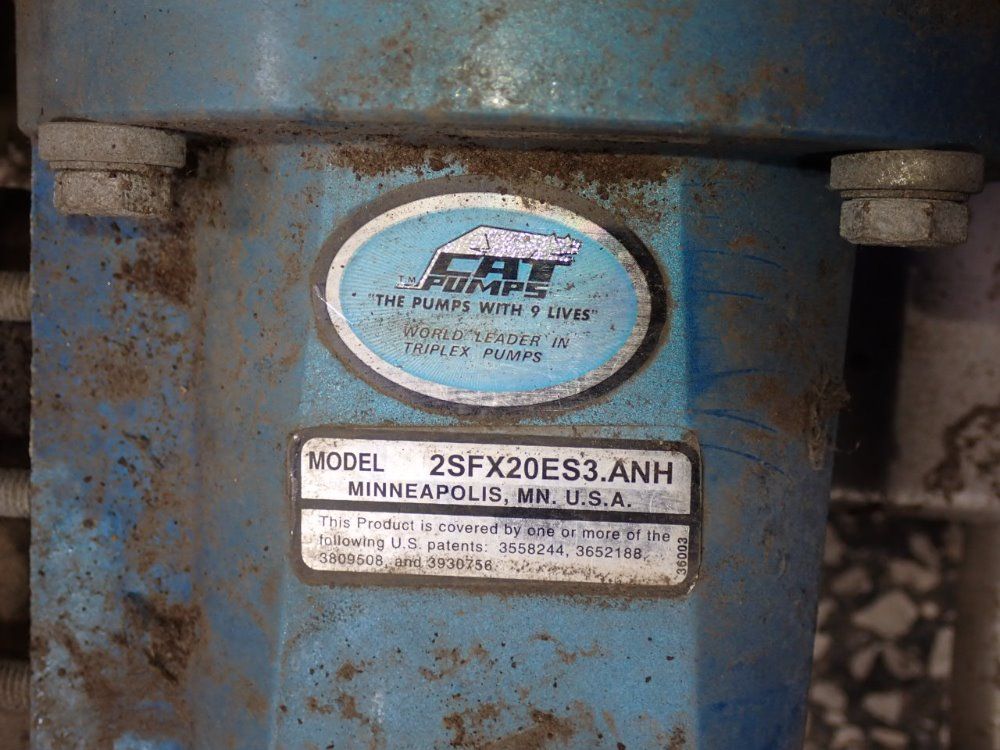 CAT
PUMPS
TM
"THE PUMPS WITH 9 LIVES"
WORLD LEADER IN
TRIPLEX PUMPS
MODEL 2SFX20ES3.ANH
MINNEAPOLIS, MN. U.S.A.
This Product is covered by one or more of the
following U.S. patents: 3558244, 3652188,
3809508, and 3930756.
36003